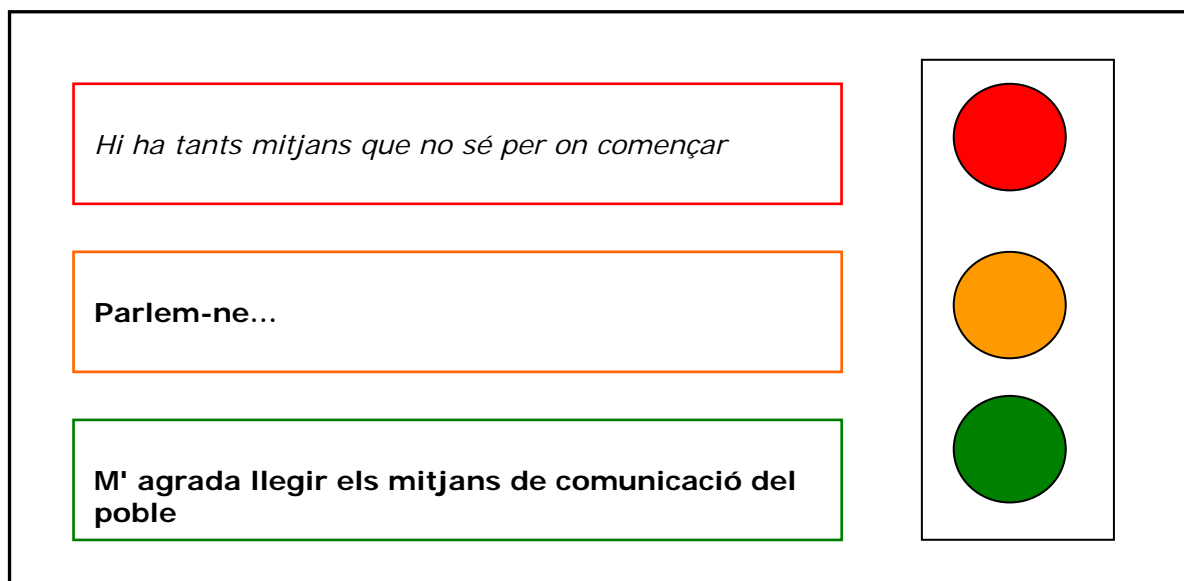 Hi ha tants mitjans que no sé per on començar
Parlem-ne...
M' agrada llegir els mitjans de comunicació del
poble